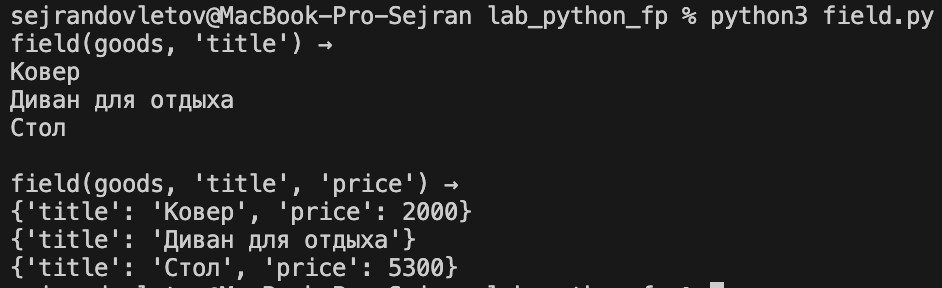 sejrandovletov@MacBook-Pro-Sejran lab_python_fp % python3 field.py
field(goods, 'title') →
Ковер
Диван для отдыха
Стол
field(goods, 'title', 'price') →
{'title': 'Ковер', 'price': 2000}
{'title': 'Диван для отдыха'}
{'title': 'Стол', 'price': 5300}